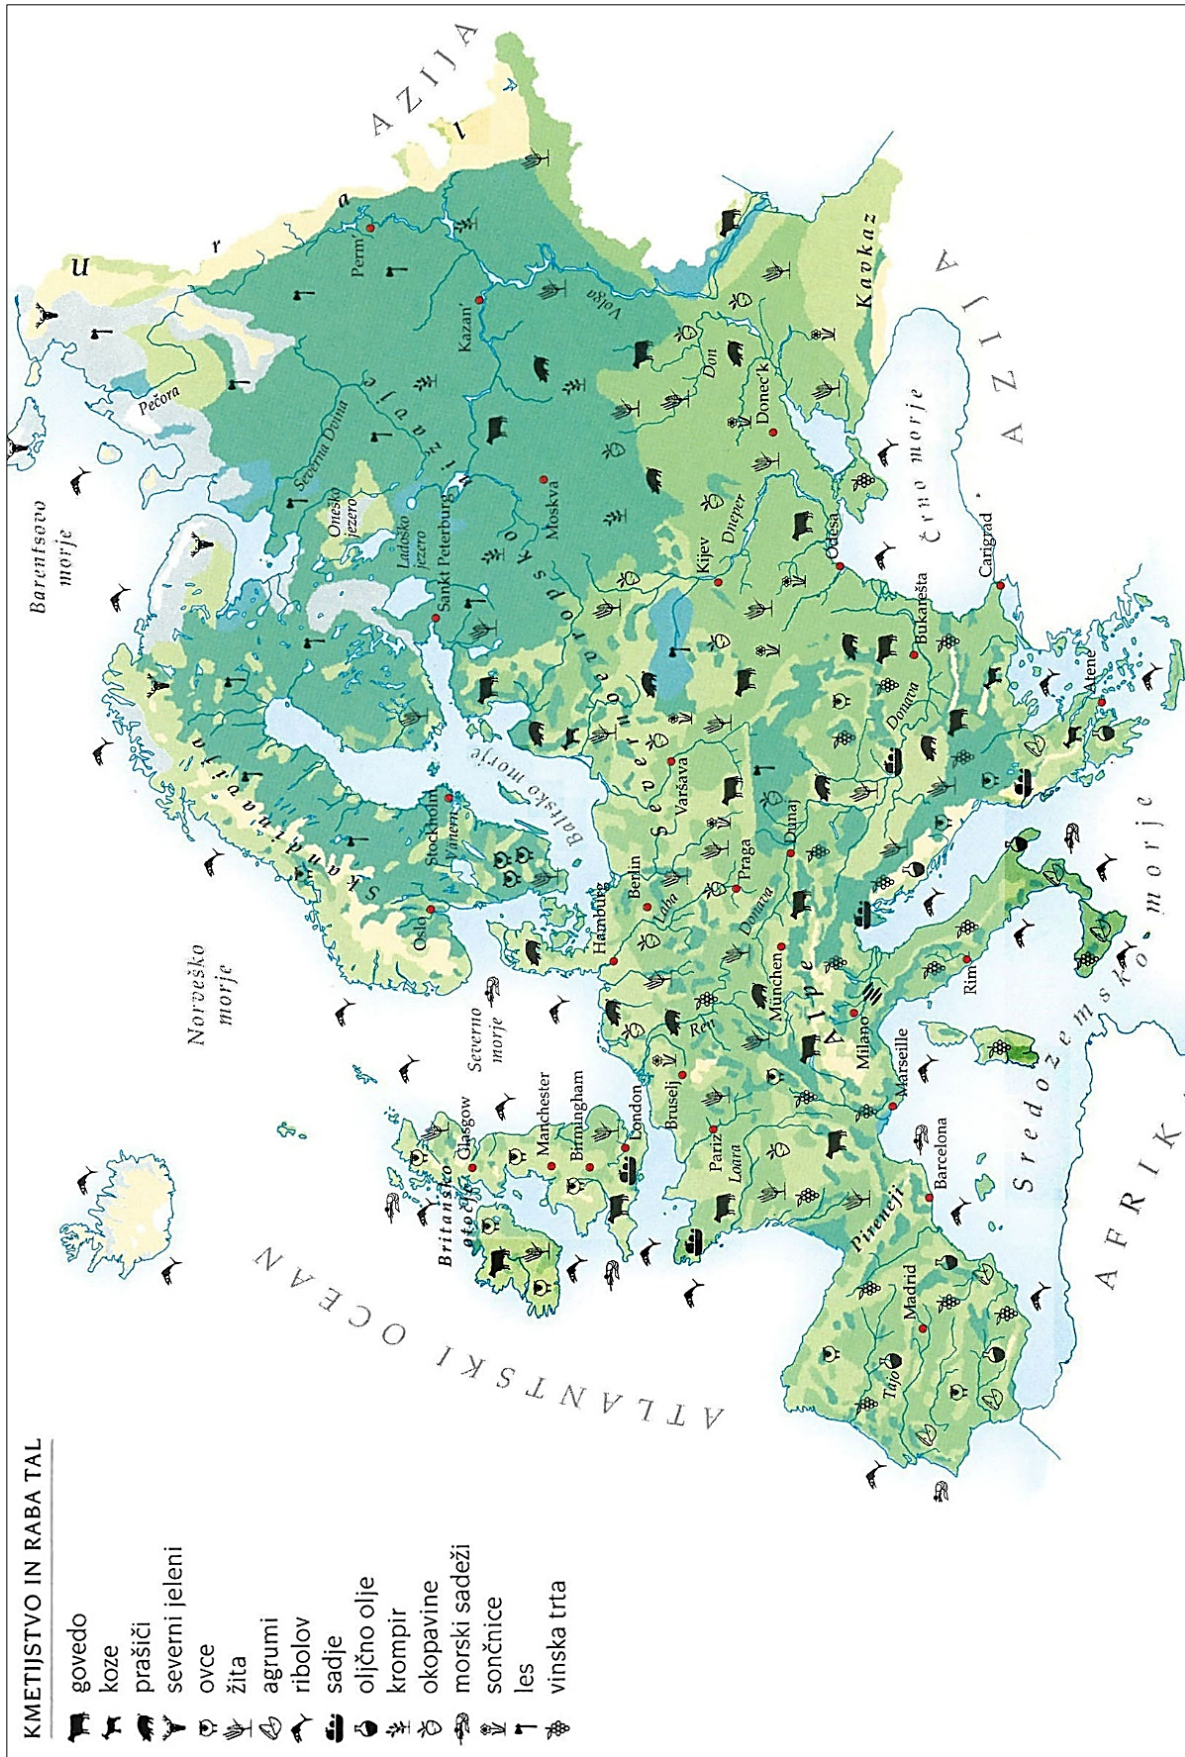 KMETIJSTVO IN RABA TAL
govedo
koze
prašiči
severni jeleni
ovce
žita
agrumi
ribolov
sadje
oljčno olje
krompir
okopavine
morski sadeži
sončnice
les
vinska trta
Barentsovo
morje
Norveško
morje
ATLANTSKI OCEAN
Severno
morje
Baltsko morje
Britansko
otočje
Skandinavija
Severnoevropsko nižavje
Ural
AZIJA
Pečora
Severna Dvina
Oneško
jezero
Ladoško
jezero
Sankt Peterburg
Perm'
Kazan'
Volga
Moskva
Don
Donec'k
Dneper
Kijev
Odesa
Kavkaz
AZIJA
Črno morje
Carigrad
Bukarešta
Donava
Atene
Stockholm
Vänern
Oslo
Hamburg
Berlin
Laba
Varšava
Praga
Dunaj
Donava
München
Alpe
Ren
Bruselj
Pariz
Loara
Glasgow
Manchester
Birmingham
London
Milano
Marseille
Rim
Pireneji
Barcelona
Madrid
Tajo
Sredozemsko morje
AFRIK